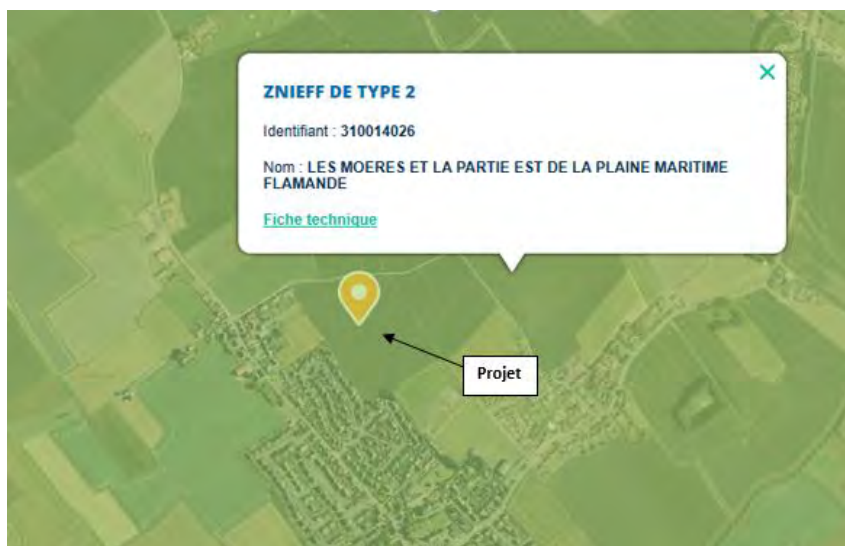 ZNIEFF DE TYPE 2
Identifiant : 310014026
Nom : LES MOERES ET LA PARTIE EST DE LA PLAINE MARITIME
FLAMANDE
Fiche technique
Projet